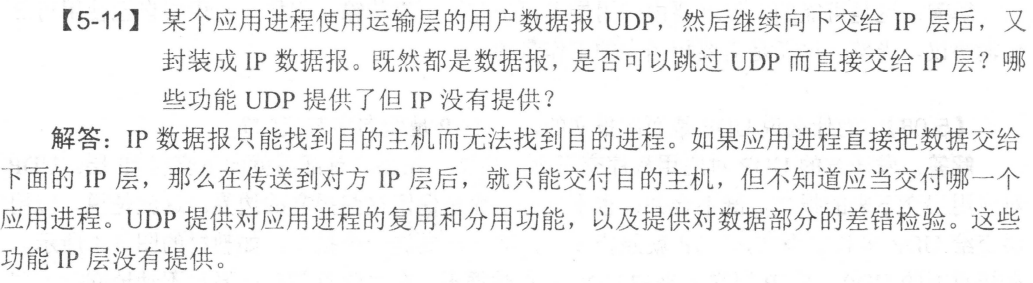 【5-11】 某个应用进程使用运输层的用户数据报 UDP，然后继续向下交给 IP 层后，又
封装成 IP 数据报。既然都是数据报，是否可以跳过 UDP 而直接交给 IP 层？哪
些功能 UDP 提供了但 IP 没有提供？
解答：IP 数据报只能找到目的主机而无法找到目的进程。如果应用进程直接把数据交给
下面的 IP 层，那么在传送到对方 IP 层后，就只能交付目的主机，但不知道应当交付哪一个
应用进程。UDP 提供对应用进程的复用和分用功能，以及提供对数据部分的差错检验。这些
功能 IP 层没有提供。